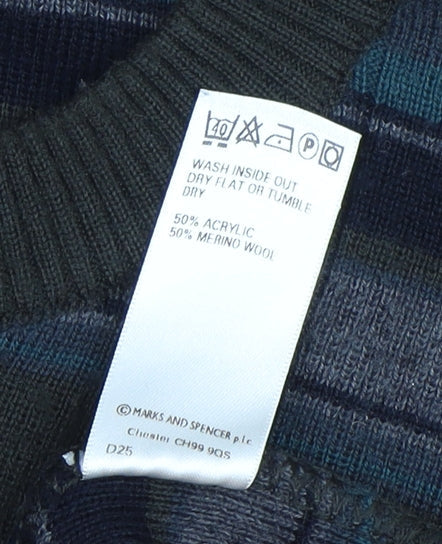 40 P
WASH INSIDE OUT
DRY FLAT OR TUMBLE
DRY
50% ACRYLIC
50% MERINO WOOL
© MARKS AND SPENCER p.l.c
Chester CH99 9QS
D25